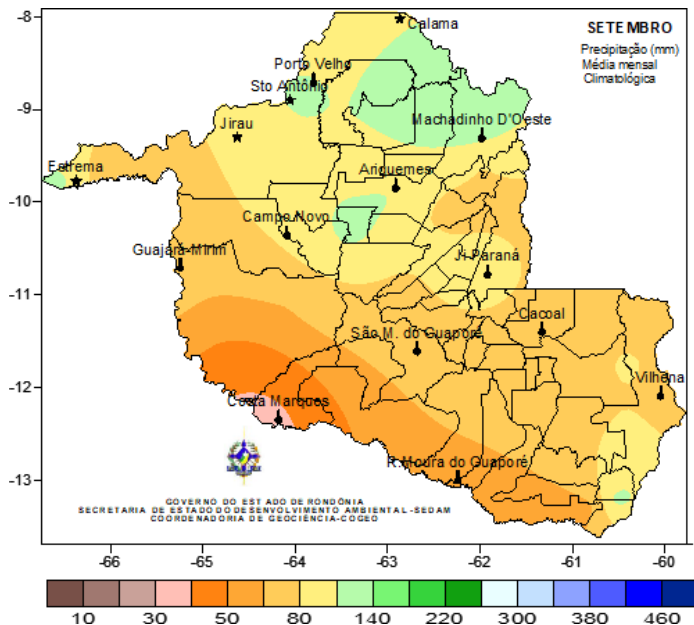 SETEMBRO
Precipitação (mm)
Média mensal
Climatológica
-8
-9
-10
-11
-12
-13
Calama
Porto Velho
Sto Antônio
Machadinho D'Oeste
Jirau
Estrema
Ariquemes
Campo Novo
Guajará-Mirim
Ji-Paraná
Cacoal
São M. do Guaporé
Vilhena
Costa Marques
R.Moura do Guaporé
GOVERNO DO ESTADO DE RONDÔNIA
SECRETARIA DE ESTADO DO DESENVOLVIMENTO AMBIENTAL-SEDAM
COORDENADORIA DE GEOCIÊNCIA-COGEO
-66 -65 -64 -63 -62 -61 -60
10 30 50 80 140 220 300 380 460